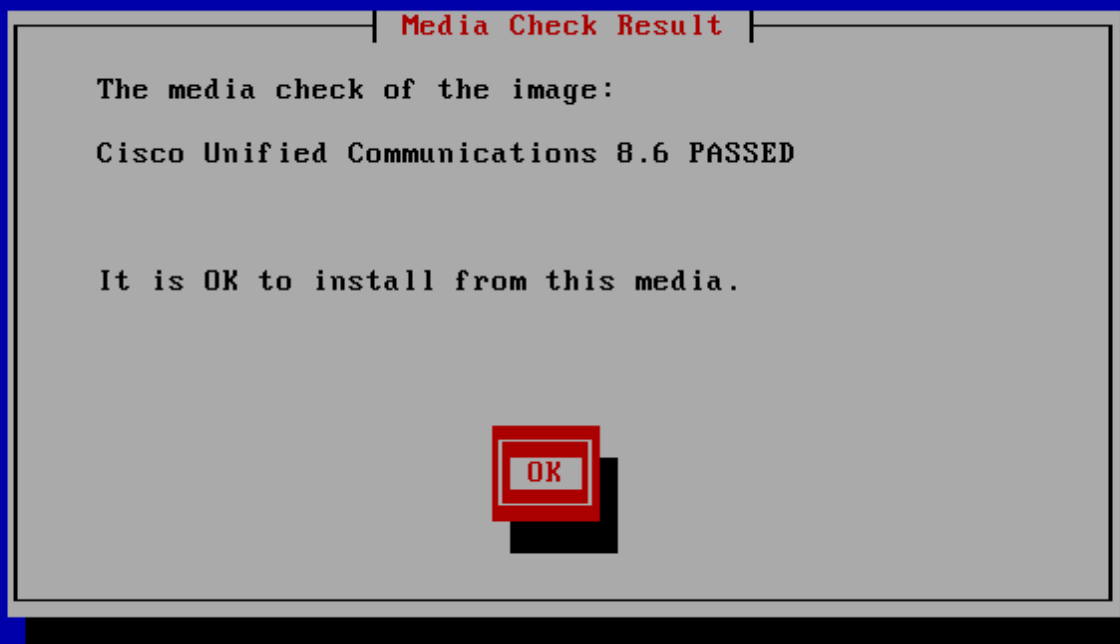 Media Check Result
The media check of the image:
Cisco Unified Communications 8.6 PASSED
It is OK to install from this media.
OK